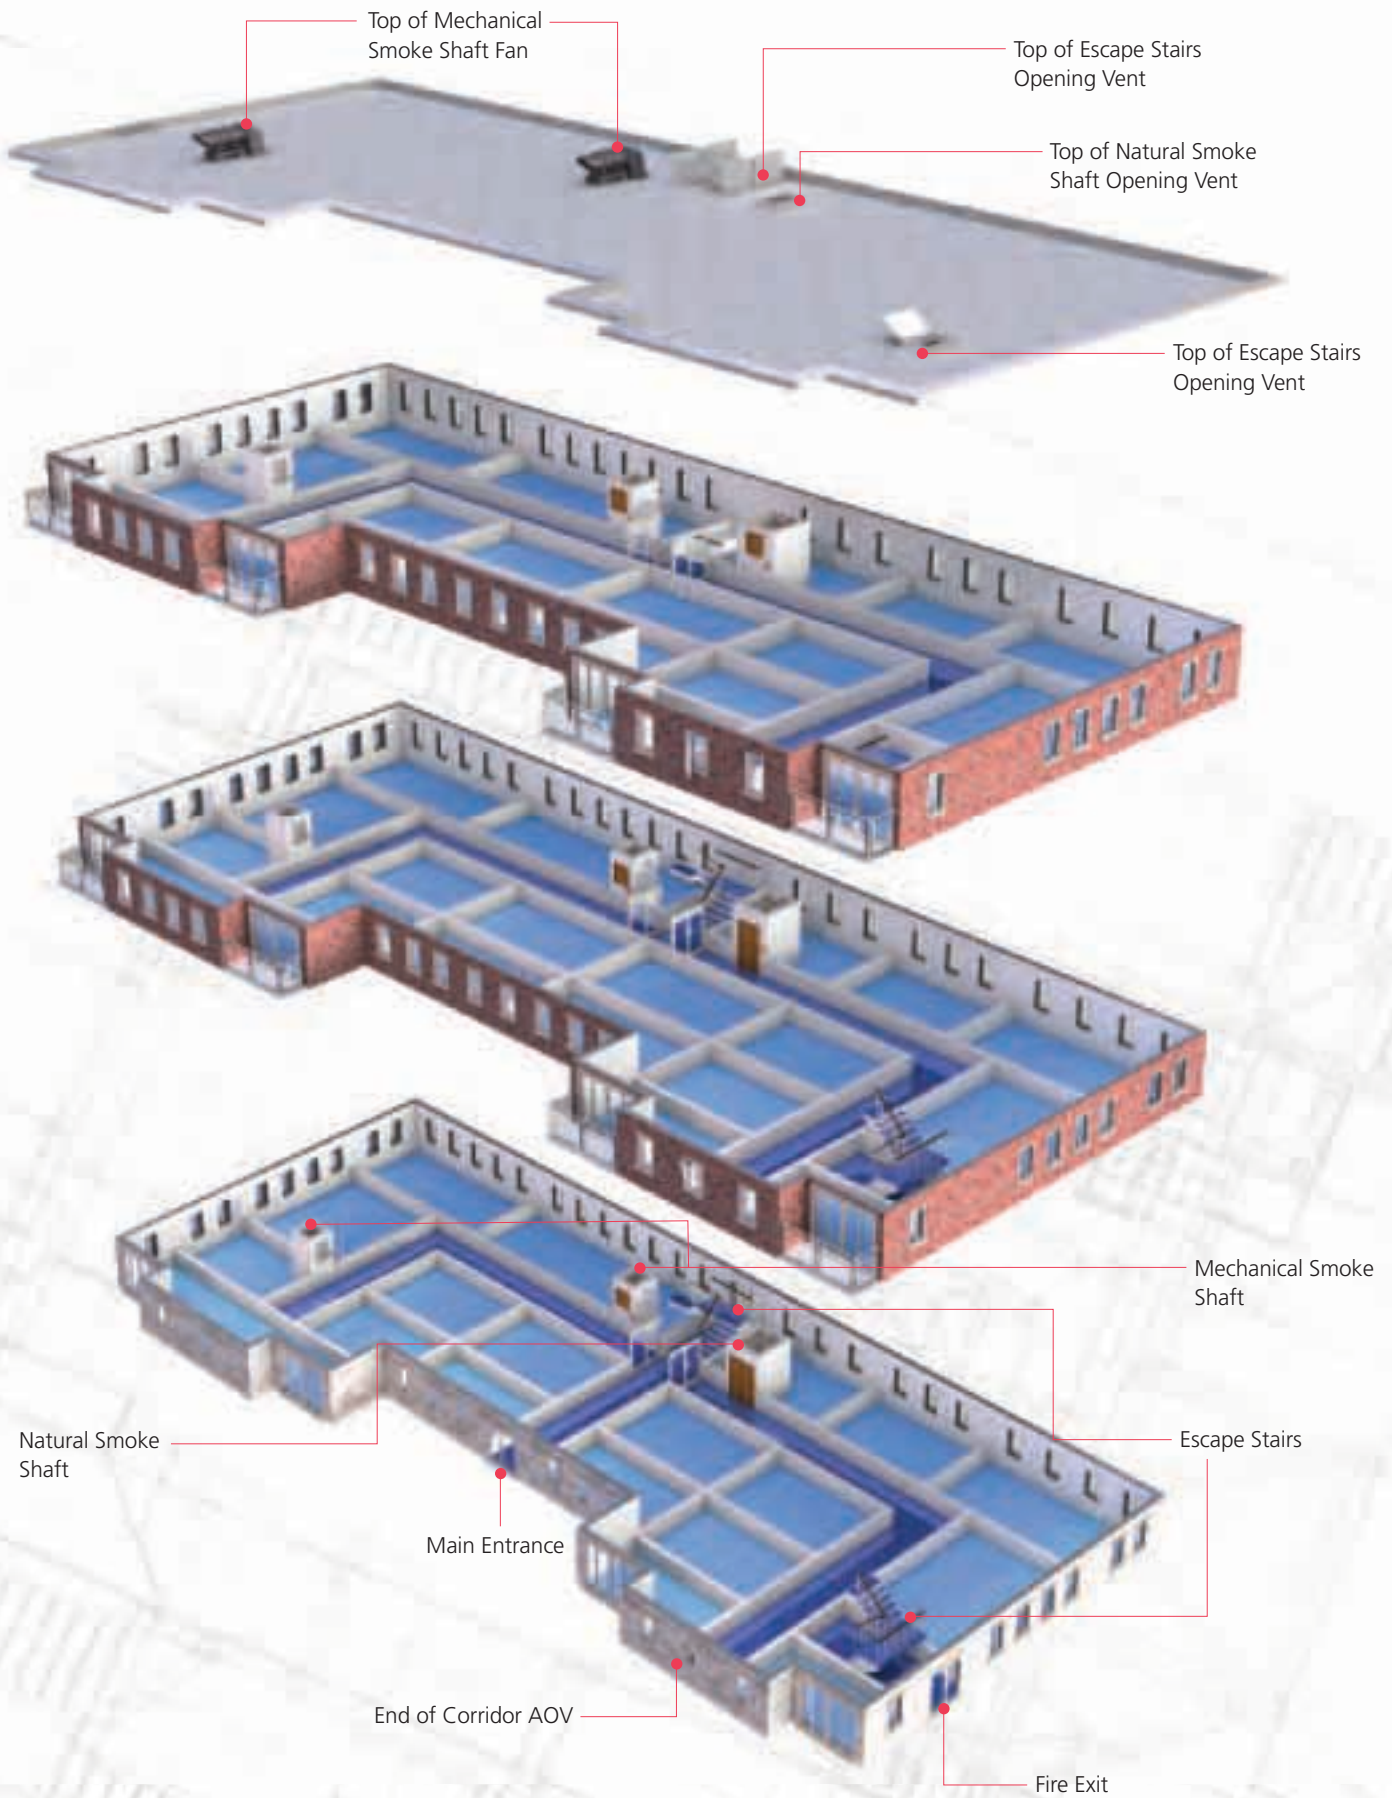 Top of Mechanical
Smoke Shaft Fan
Top of Escape Stairs
Opening Vent
Top of Natural Smoke
Shaft Opening Vent
Top of Escape Stairs
Opening Vent
Mechanical Smoke
Shaft
Natural Smoke
Shaft
Escape Stairs
Main Entrance
End of Corridor AOV
Fire Exit